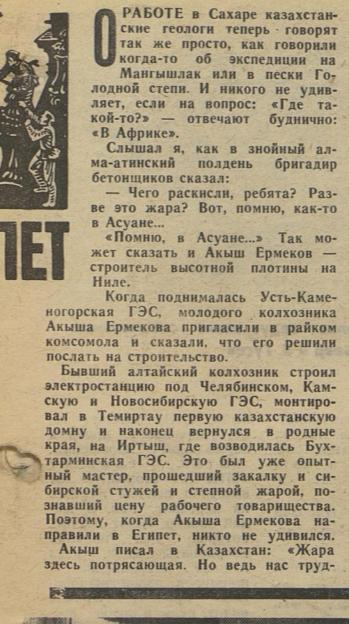 О РАБОТЕ в Сахаре казахстан-
ские геологи теперь говорят
так же просто, как говорили
когда-то об экспедиции на
Мангышлак или в пески Го-
лодной степи. И никого не удив-
ляет, если на вопрос: «Где та-
кой-то?» — отвечают буднично:
«В Африке».
Слышал я, как в знойный ал-
ма-атинский полдень бригадир
бетонщиков сказал:
— Чего раскисли, ребята? Раз-
ве это жара? Вот, помню, как-то
в Асуане...
«Помню, в Асуане...» Так мо-
жет сказать и Акыш Ермеков —
строитель высотной плотины на
Ниле.
Когда поднималась Усть-Каме-
ногорская ГЭС, молодого колхозника
Акыша Ермекова пригласили в райком
комсомола и сказали, что его решили
послать на строительство.
Бывший алтайский колхозник строил
электростанцию под Челябинском, Кам-
скую и Новосибирскую ГЭС, монтиро-
вал в Темиртау первую казахстанскую
домну и наконец вернулся в родные
края, на Иртыш, где возводилась Бух-
тарминская ГЭС. Это был уже опыт-
ный мастер, прошедший закалку и си-
бирской стужей и степной жарой, по-
знавший цену рабочего товарищества.
Поэтому, когда Акыша Ермекова на-
правили в Египет, никто не удивился.
Акыш писал в Казахстан: «Жара
здесь потрясающая. Но ведь нас труд-
ПЕТ